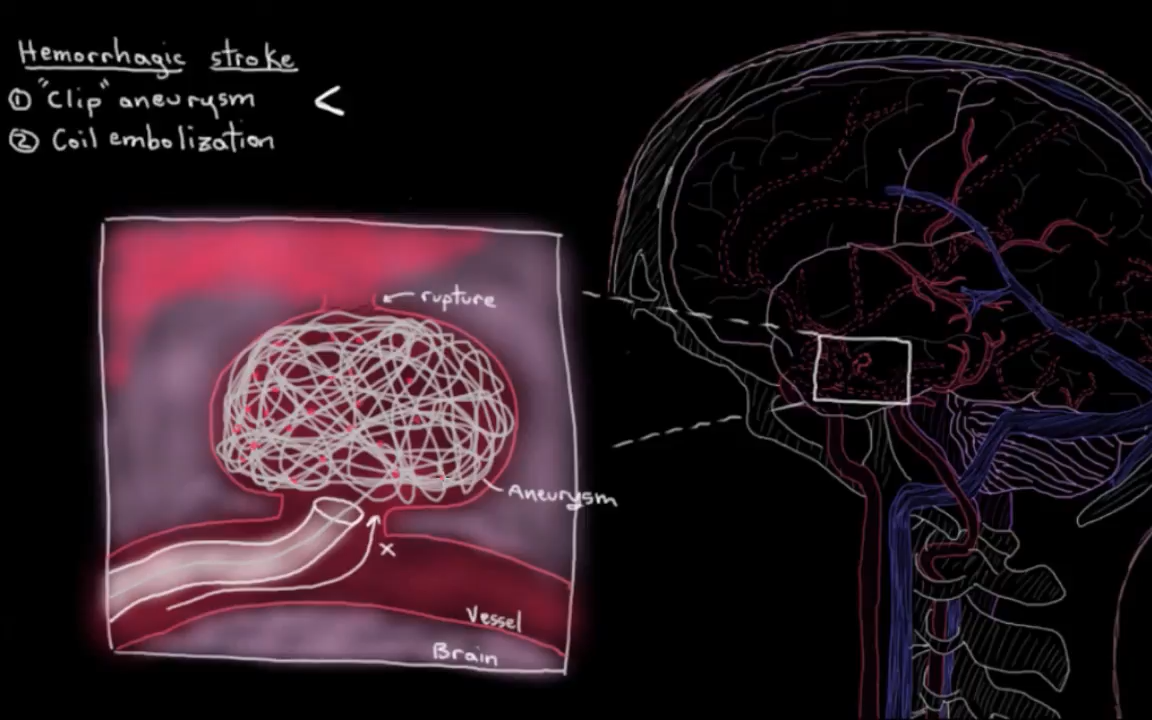 Hemorrhagic stroke
① "Clip" aneurysm <
② Coil embolization
rupture
Aneurysm
x
Vessel
Brain